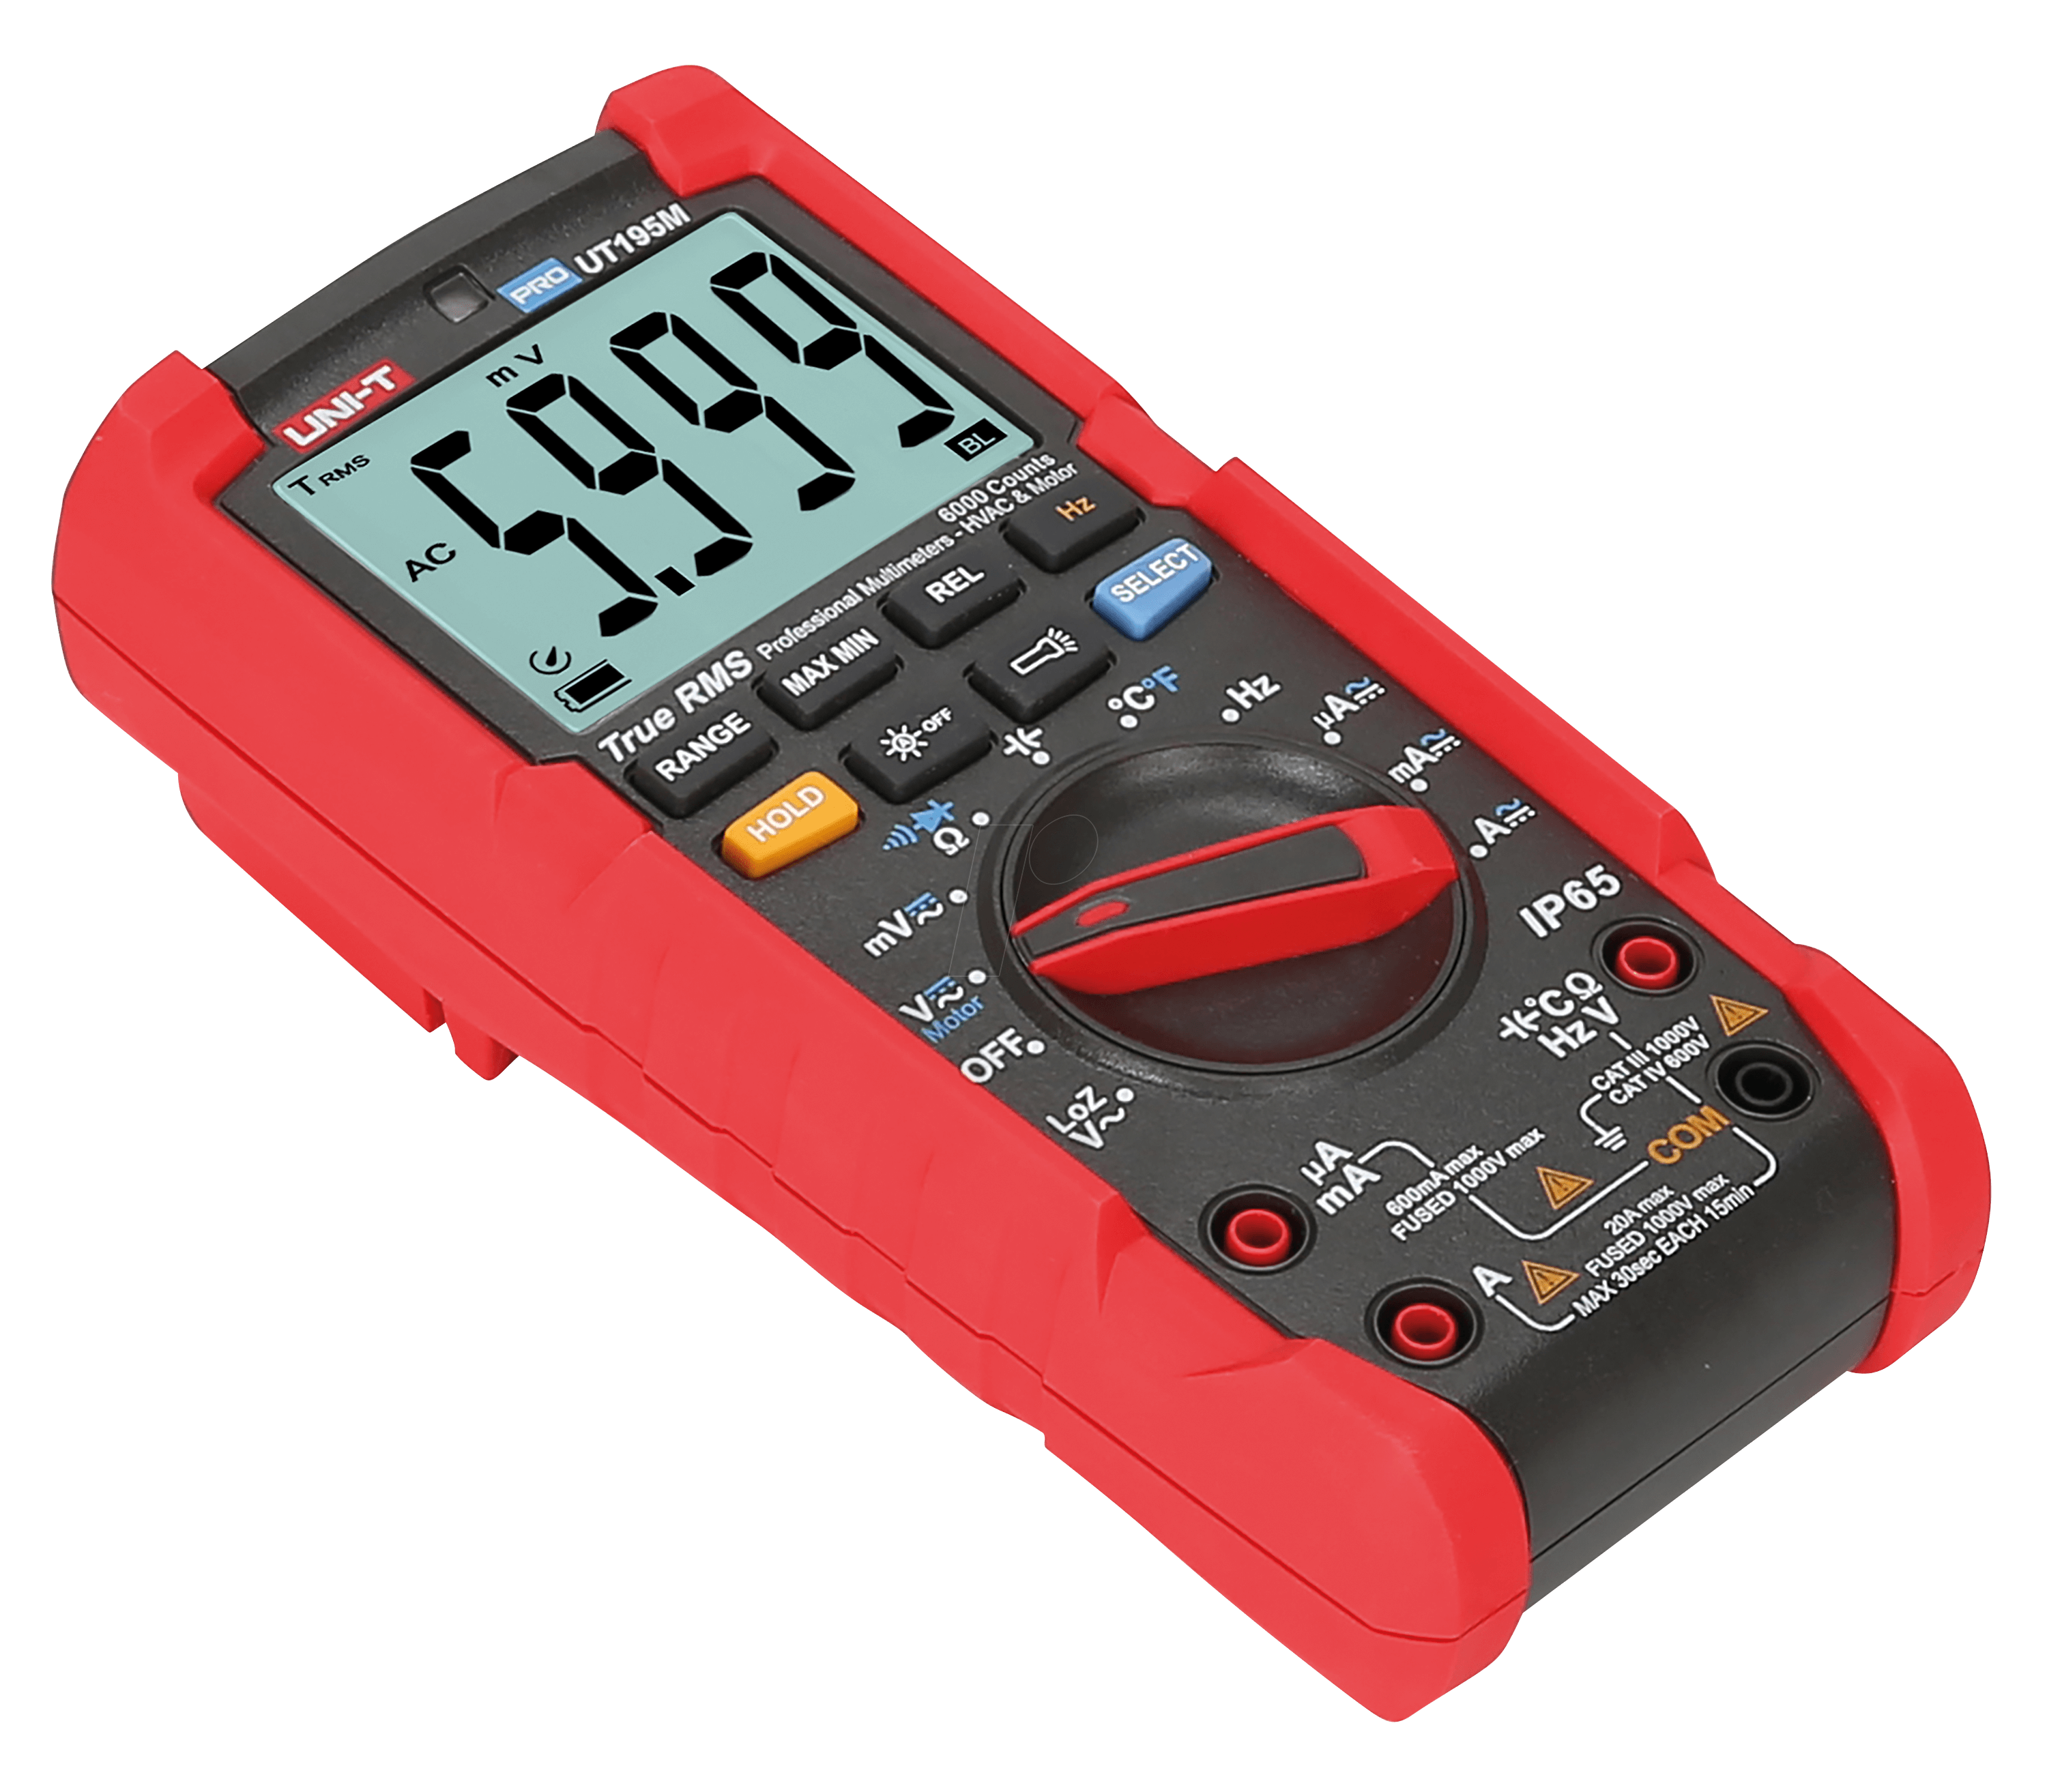 UNI-T
PRO UT195M
T RMS
m V
AC
5.999
BL
True RMS
6000 Counts
Professional Multimeters - HVAC & Motor
RANGE
MAX MIN
REL
Hz
HOLD
A-OFF
SELECT
Ω
mV
V
Motor
OFF
LoZ
V~
°C°F
Hz
µA
mA
A
IP65
°CΩ
Hz V
CAT III 1000V
CAT IV 600V
COM
µA
mA
600mA max
FUSED 1000V max
A
20A max
FUSED 1000V max
MAX 30sec EACH 15min